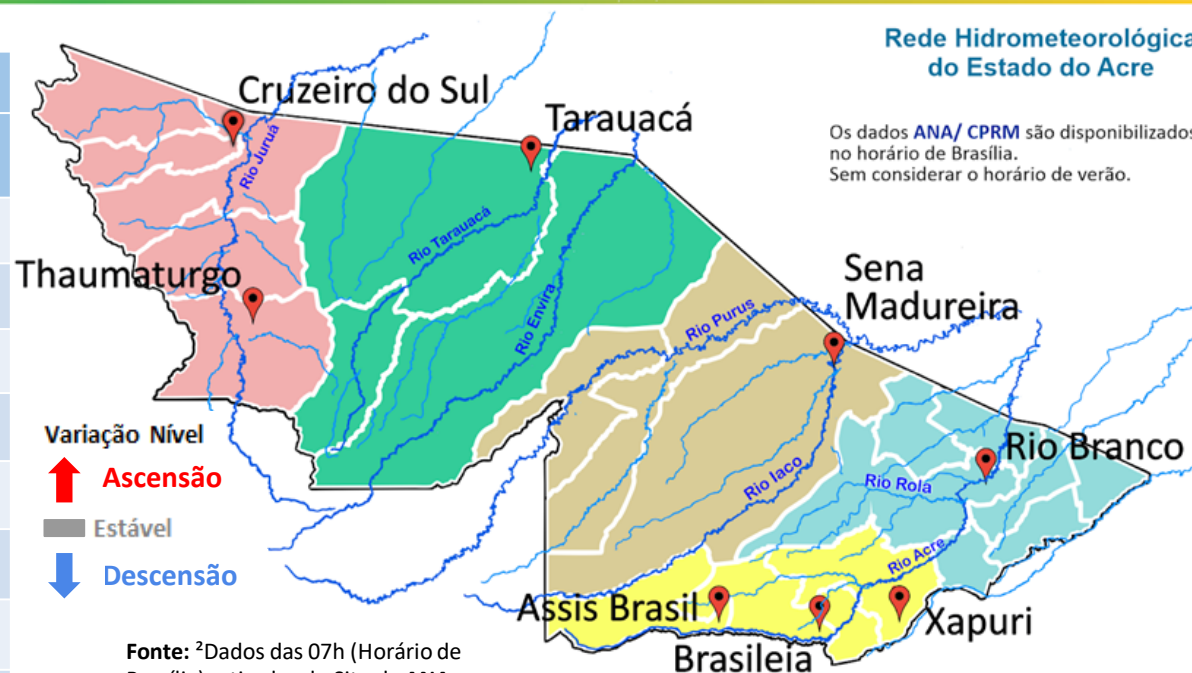 Rede Hidrometeorológica
do Estado do Acre
Os dados ANA/ CPRM são disponibilizados
no horário de Brasília.
Sem considerar o horário de verão.
Cruzeiro do Sul
Tarauacá
Rio Juruá
Rio Tarauacá
Thaumaturgo
Rio Envira
Sena
Madureira
Rio Purus
Rio Branco
Rio Iaco
Rio Rola
Rio Acre
Assis Brasil
Brasileia
Xapuri
Variação Nível
Ascensão
Estável
Descensão
Fonte: ²Dados das 07h (Horário de